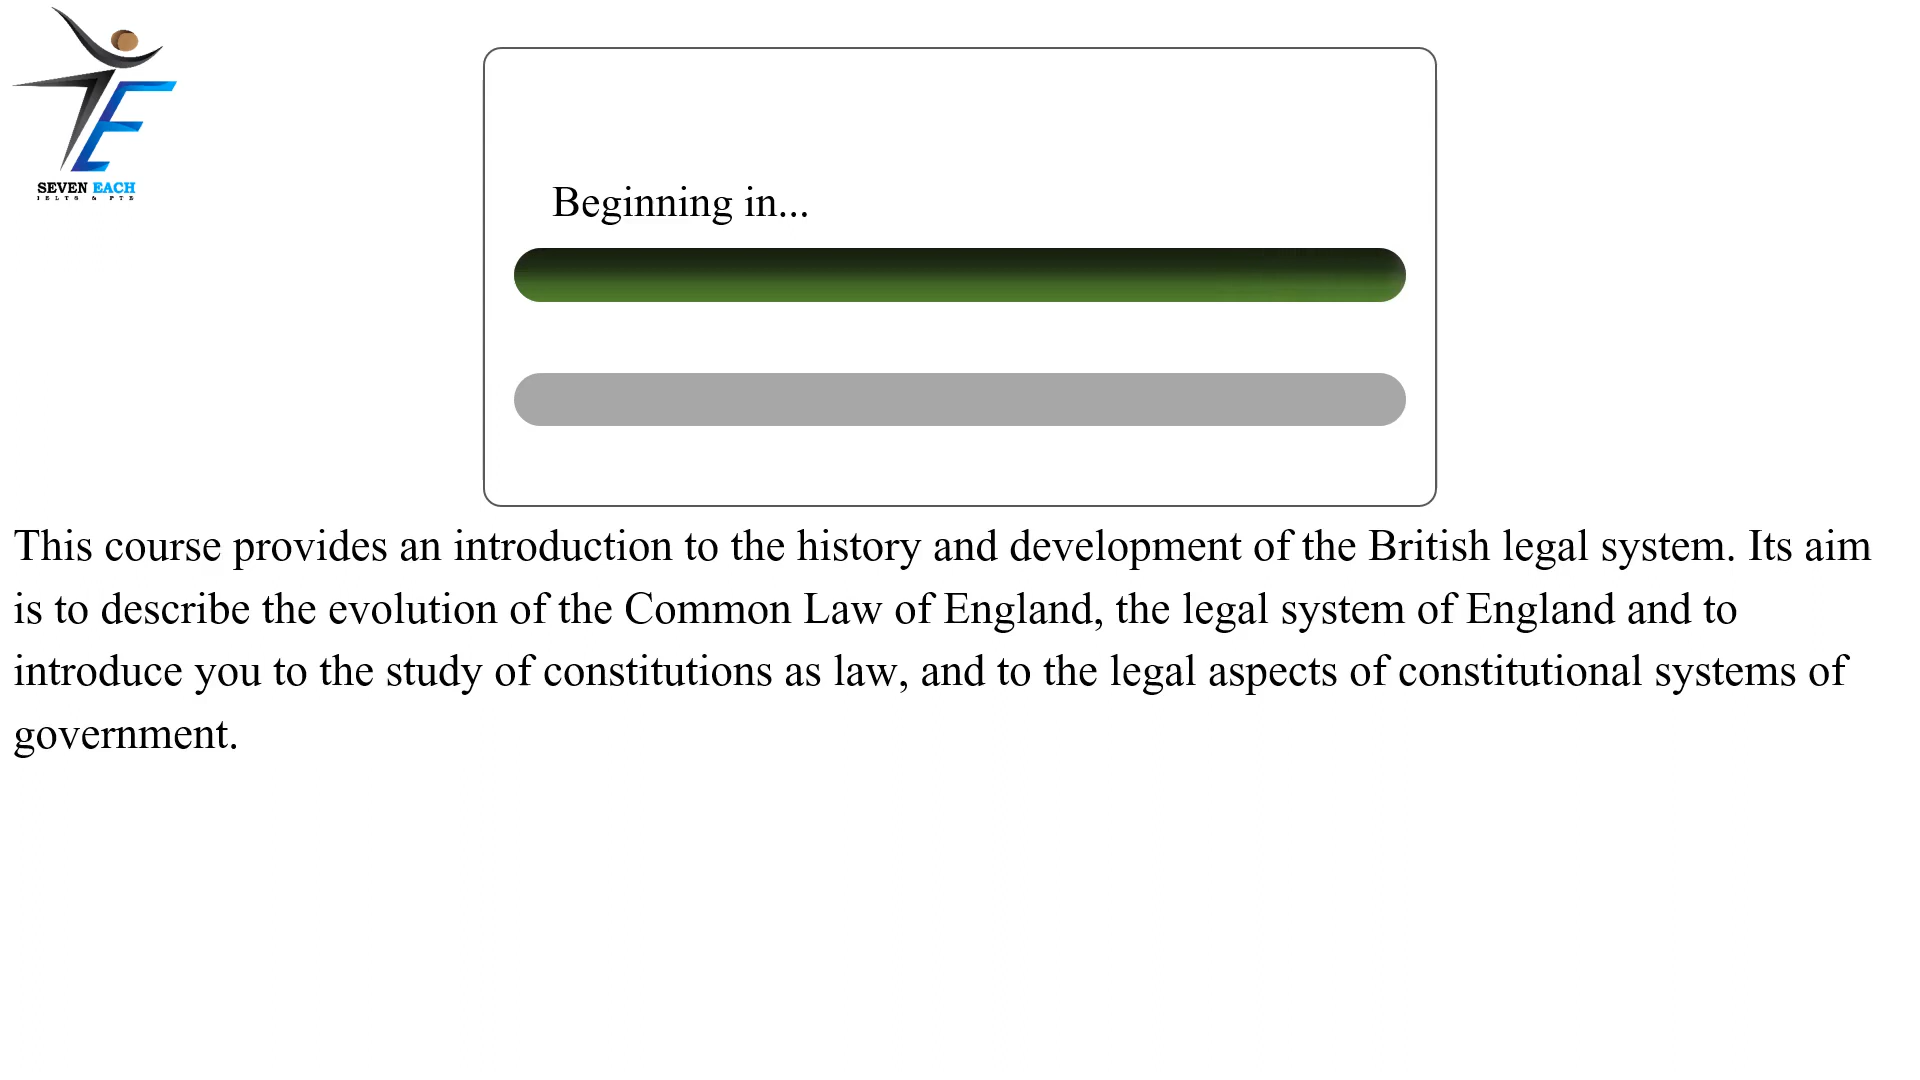 SEVEN EACH
IELTS & PTE
Beginning in...
This course provides an introduction to the history and development of the British legal system. Its aim
is to describe the evolution of the Common Law of England, the legal system of England and to
introduce you to the study of constitutions as law, and to the legal aspects of constitutional systems of
government.